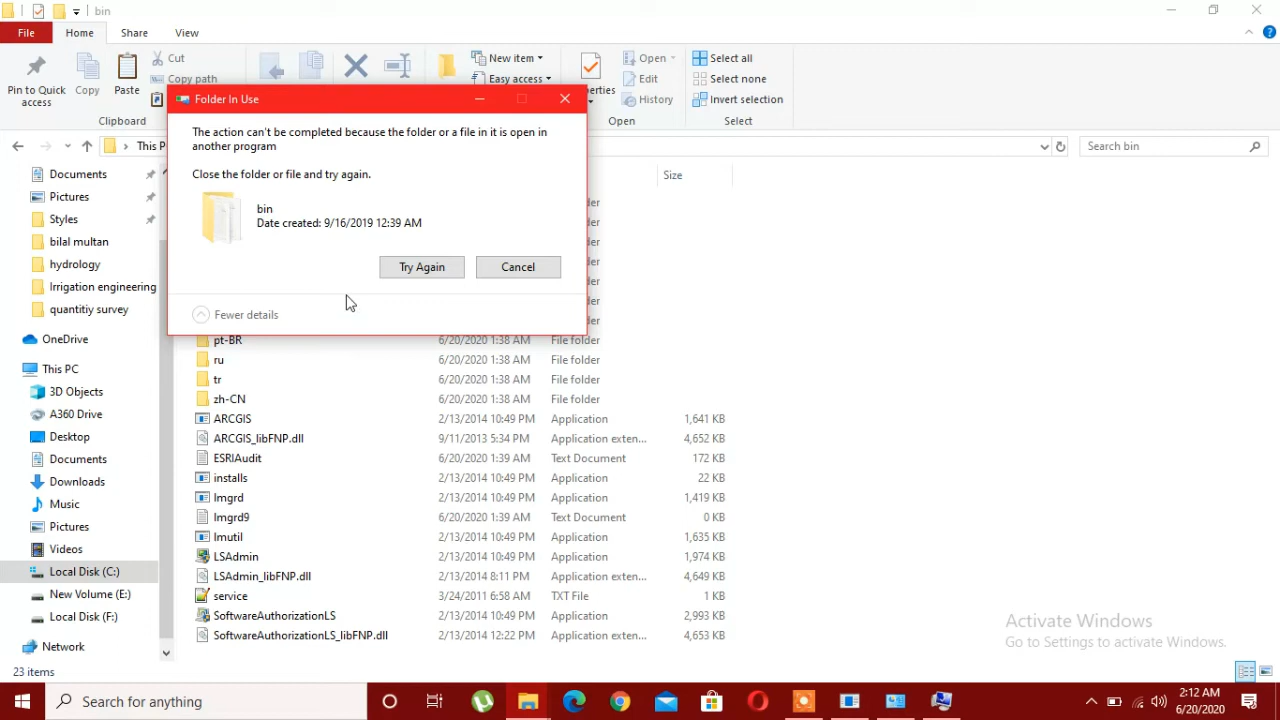 bin
File
Home
Share
View
Pin to Quick
access
Copy
Paste
Cut
Copy path
New item
Easy access
erties
Open
Edit
History
Select all
Select none
Invert selection
Clipboard
Open
Select
This P
Search bin
Folder In Use
The action can't be completed because the folder or a file in it is open in
another program
Close the folder or file and try again.
bin
Date created: 9/16/2019 12:39 AM
Try Again
Cancel
Fewer details
Documents
Pictures
Styles
bilal multan
hydrology
Irrigation engineering
quantitiy survey
OneDrive
This PC
3D Objects
A360 Drive
Desktop
Documents
Downloads
Music
Pictures
Videos
Local Disk (C:)
New Volume (E:)
Local Disk (F:)
Network
Size
der
der
der
der
der
der
der
pt-BR 6/20/2020 1:38 AM File folder
ru 6/20/2020 1:38 AM File folder
tr 6/20/2020 1:38 AM File folder
zh-CN 6/20/2020 1:38 AM File folder
ARCGIS 2/13/2014 10:49 PM Application 1,641 KB
ARCGIS_libFNP.dll 9/11/2013 5:34 PM Application exten... 4,652 KB
ESRIAudit 6/20/2020 1:39 AM Text Document 172 KB
installs 2/13/2014 10:49 PM Application 22 KB
lmgrd 2/13/2014 10:49 PM Application 1,419 KB
lmgrd9 6/20/2020 1:39 AM Text Document 0 KB
lmutil 2/13/2014 10:49 PM Application 1,635 KB
LSAdmin 2/13/2014 10:49 PM Application 1,974 KB
LSAdmin_libFNP.dll 2/13/2014 8:11 PM Application exten... 4,649 KB
service 3/24/2011 6:58 AM TXT File 1 KB
SoftwareAuthorizationLS 2/13/2014 10:49 PM Application 2,993 KB
SoftwareAuthorizationLS_libFNP.dll 2/13/2014 12:22 PM Application exten... 4,653 KB
Activate Windows
Go to Settings to activate Windows.
23 items
Search for anything
2:12 AM
6/20/2020